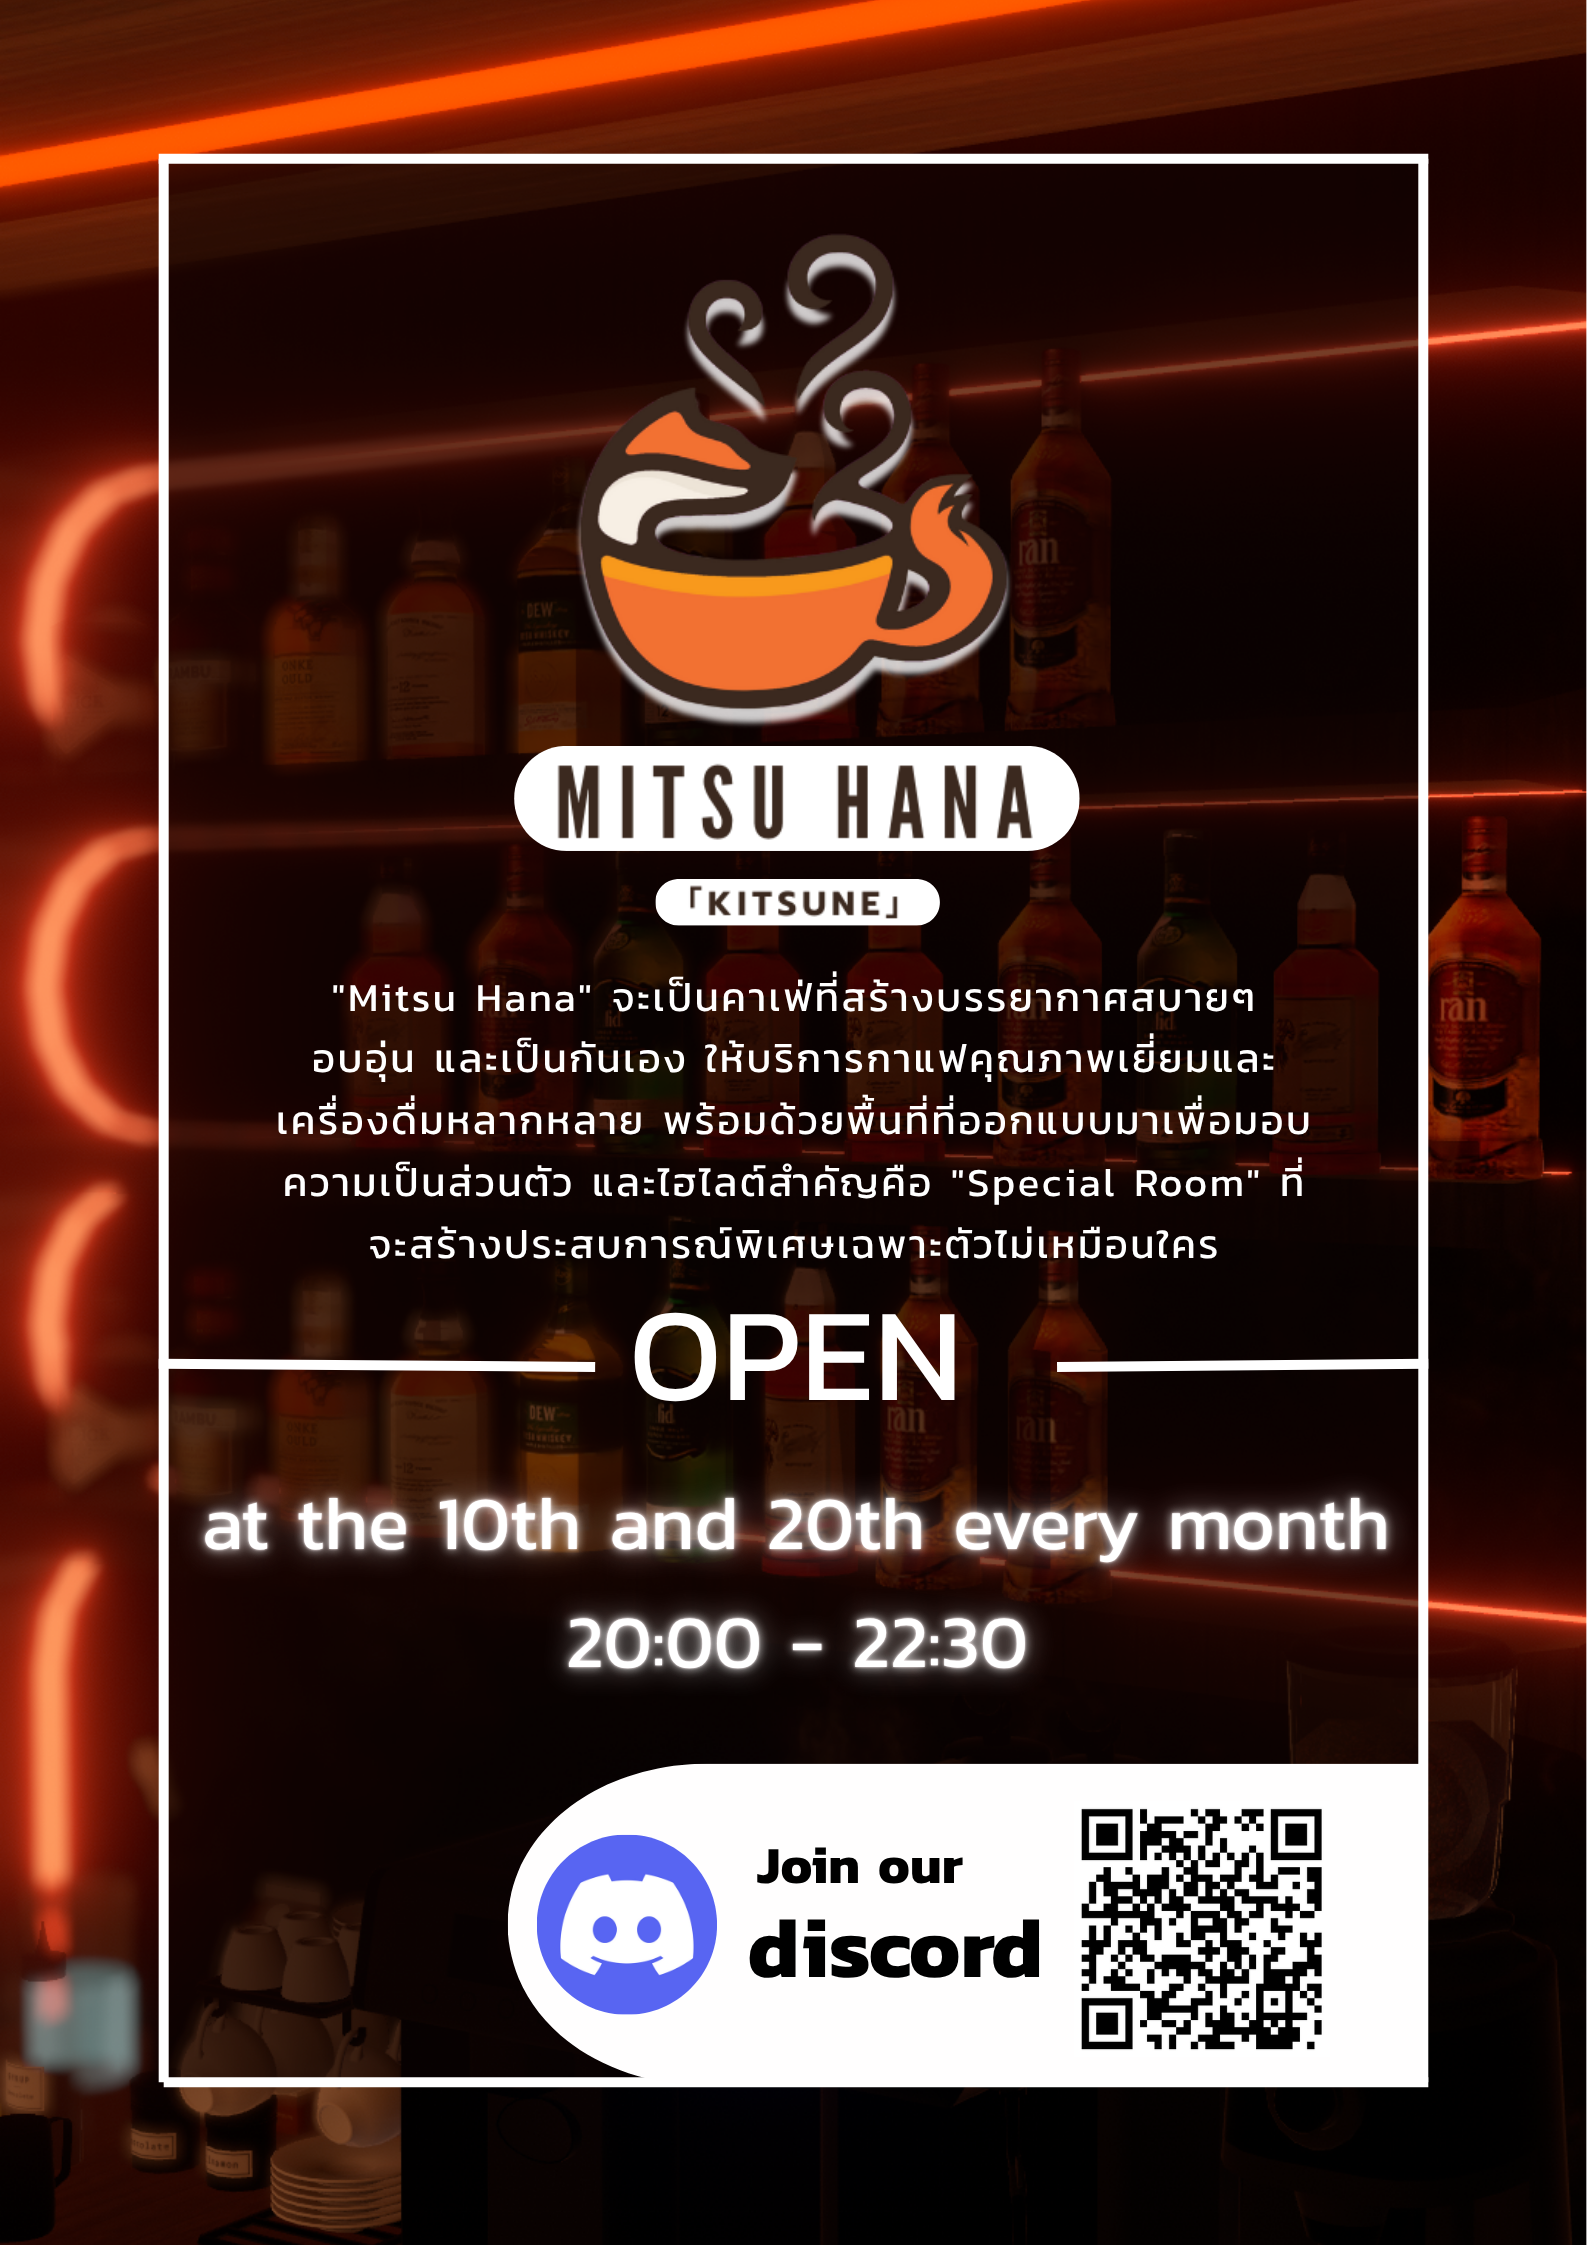 MITSU HANA
「KITSUNE」
"Mitsu Hana" จะเป็นคาเฟ่ที่สร้างบรรยากาศสบายๆ
อบอุ่น และเป็นกันเอง ให้บริการกาแฟคุณภาพเยี่ยมและ
เครื่องดื่มหลากหลาย พร้อมด้วยพื้นที่ที่ออกแบบมาเพื่อมอบ
ความเป็นส่วนตัว และไฮไลต์สำคัญคือ "Special Room" ที่
จะสร้างประสบการณ์พิเศษเฉพาะตัวไม่เหมือนใคร
OPEN
at the 10th and 20th every month
20:00 - 22:30
Join our
discord